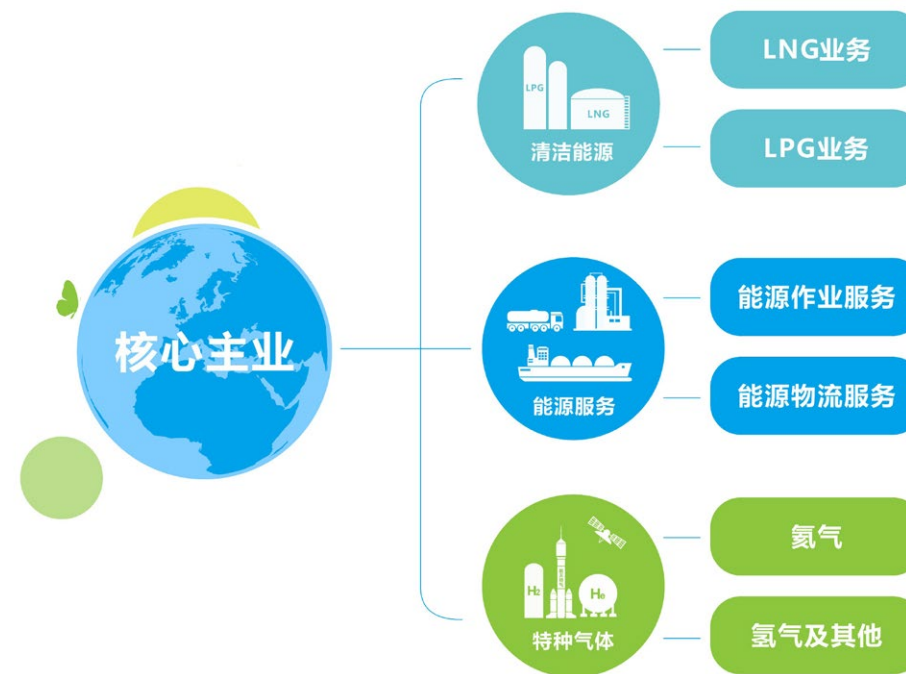 核心主业
LPG
LNG
清洁能源
LNG业务
LPG业务
能源服务
能源作业服务
能源物流服务
H₂
He
特种气体
氦气
氢气及其他